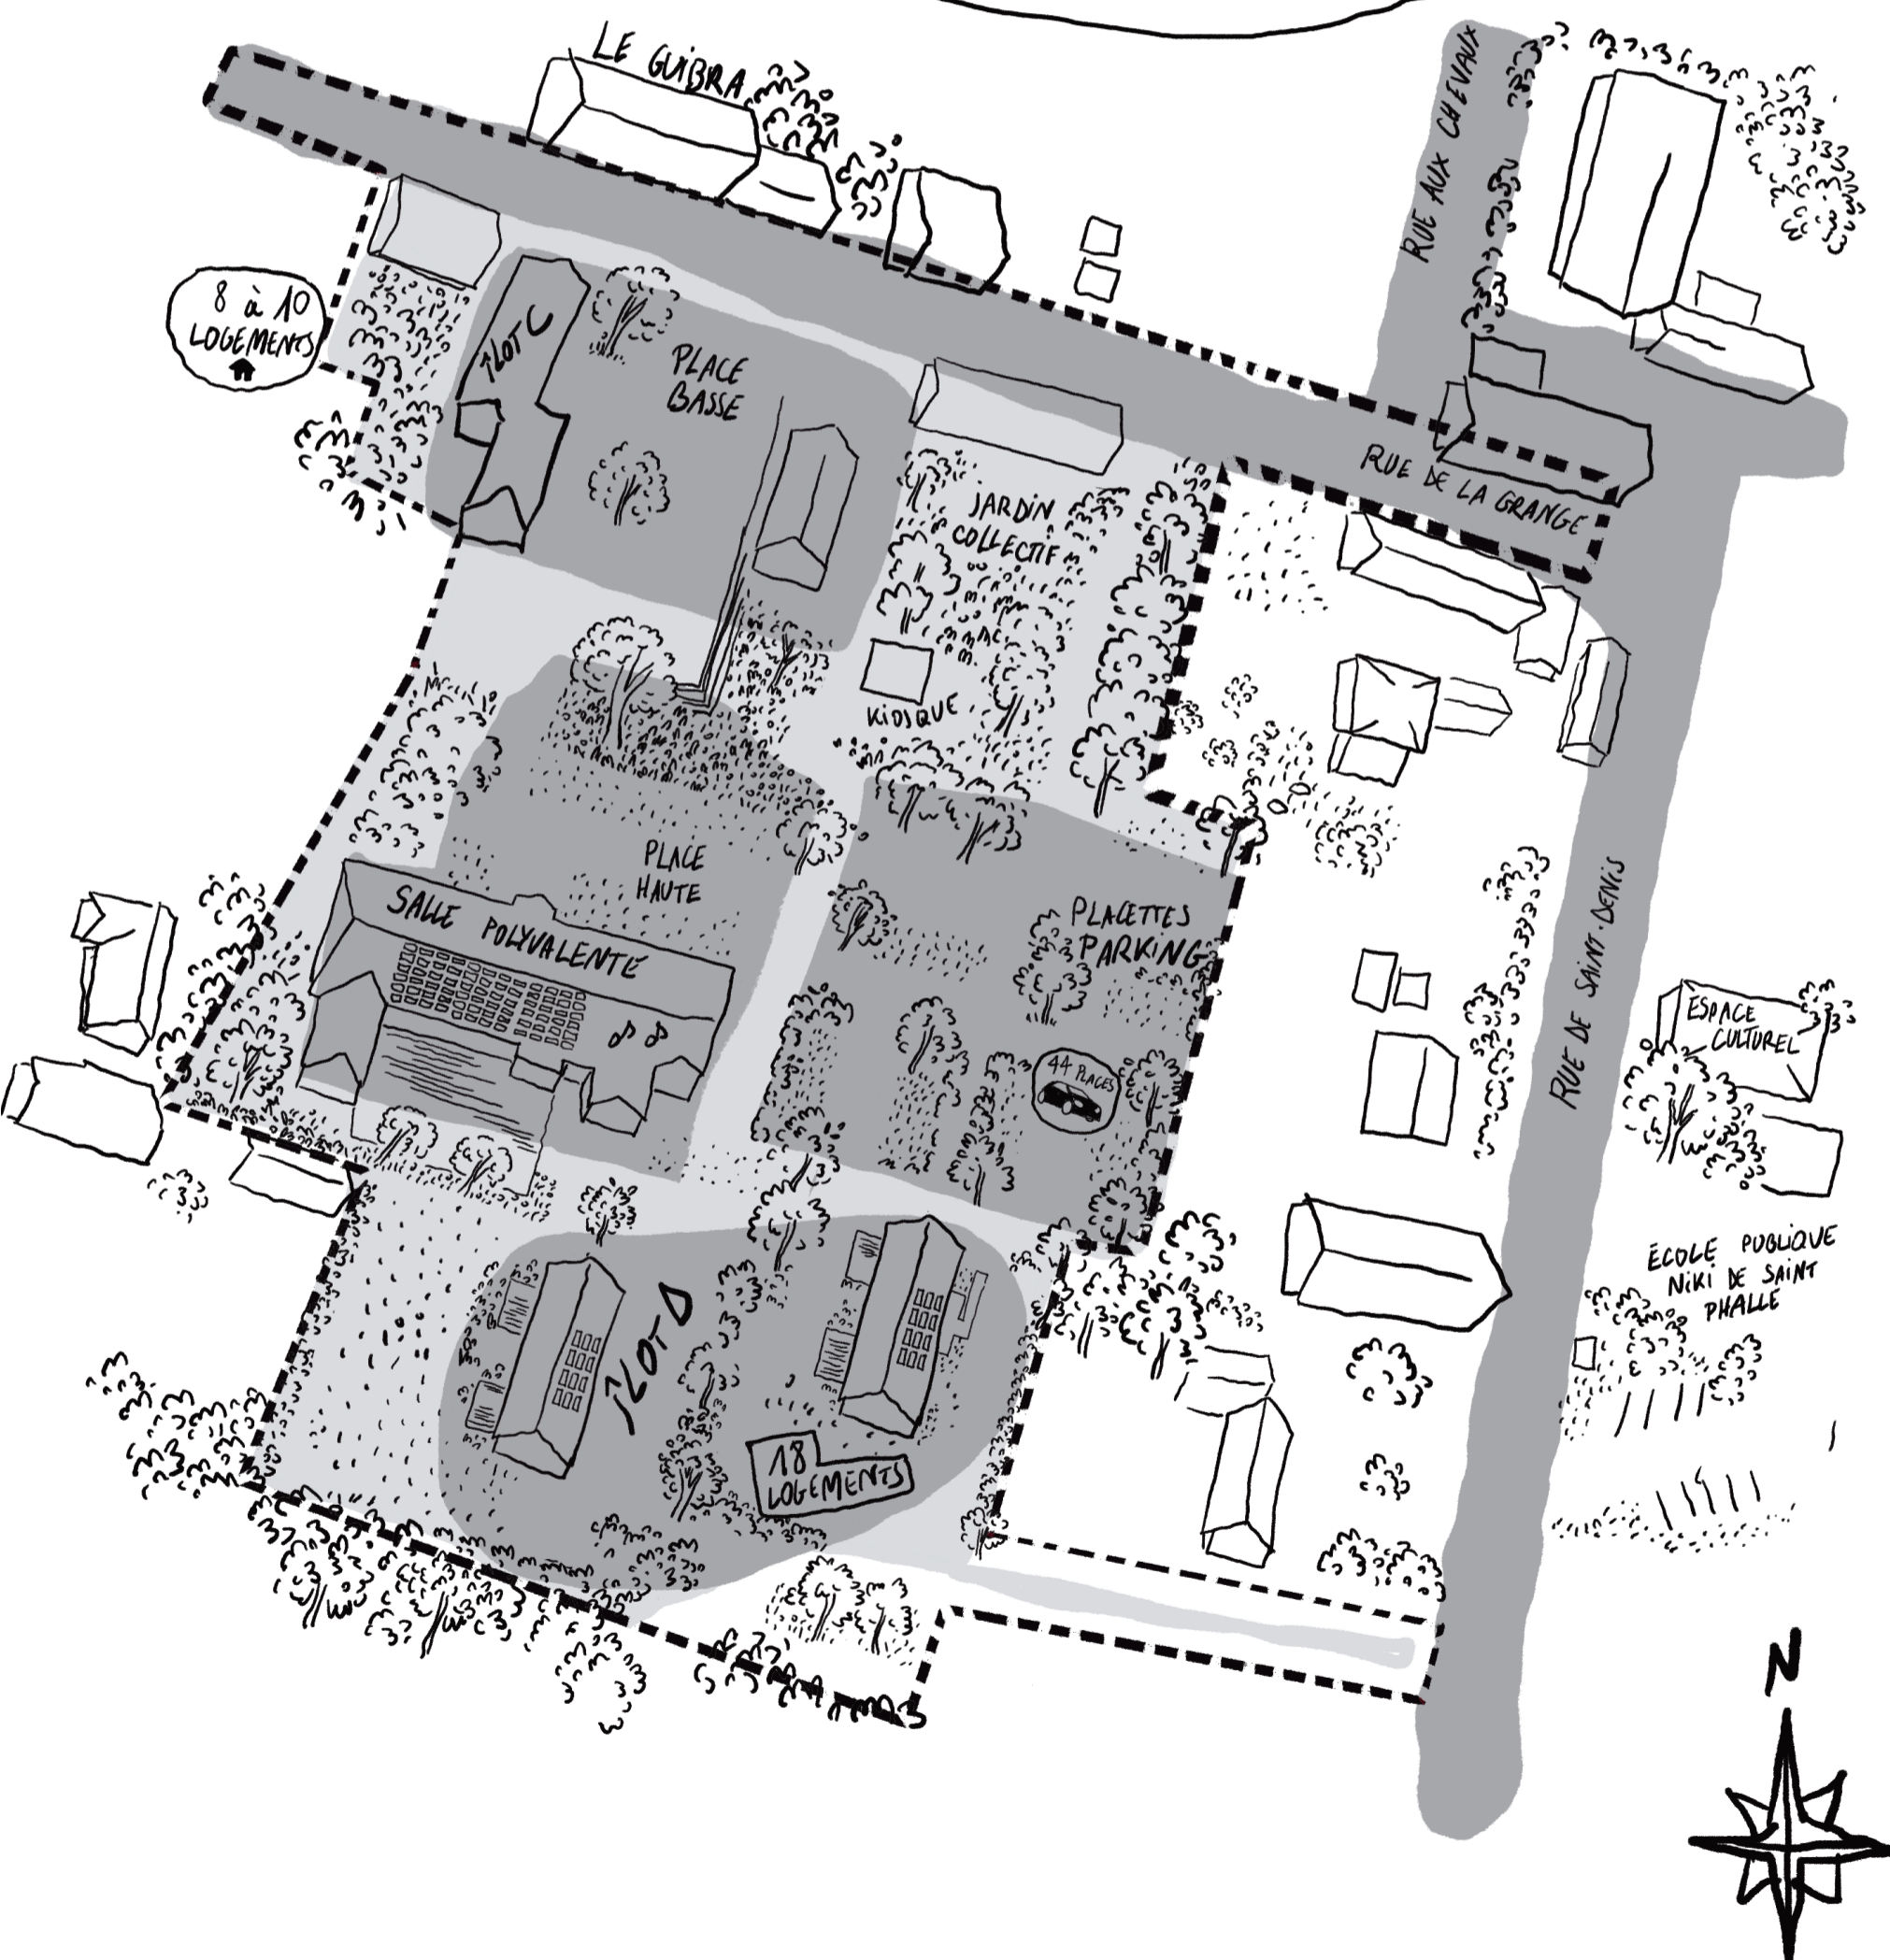 LE GUIBRA
RUE AUX CHEVAUX
8 à 10
LOGEMENTS
ÎLOT C
PLACE
BASSE
RUE DE LA GRANGE
JARDIN
COLLECTIF
KIOSQUE
PLACE
HAUTE
SALLE POLYVALENTE
PLACETTES
PARKING
44 PLACES
RUE DE SAINT-DENIS
ESPACE
CULTUREL
ÉCOLE PUBLIQUE
NIKI DE SAINT
PHALLE
ÎLOT D
18
LOGEMENTS
N